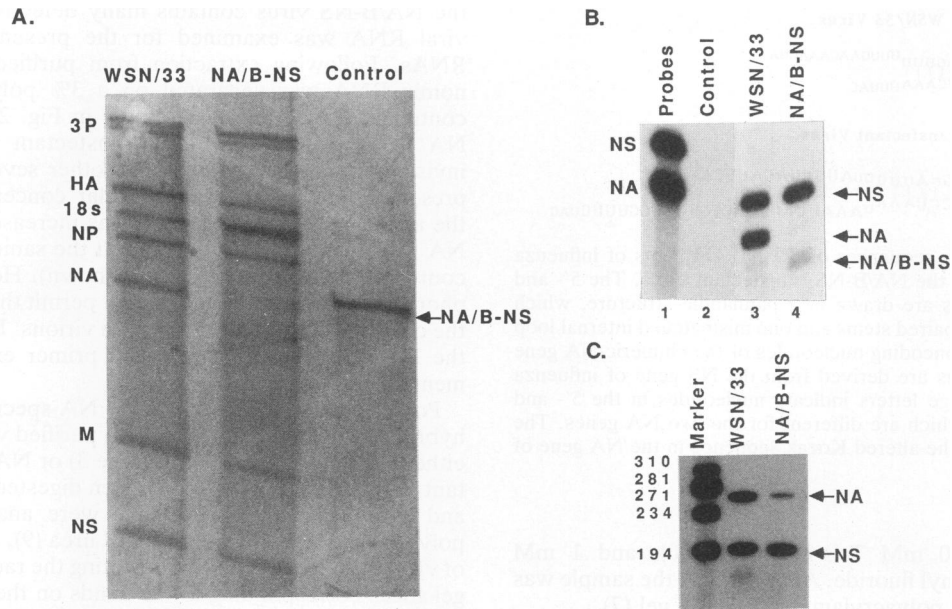 A.
WSN/33 NA/B-NS Control
3P
HA
18s
NP
NA
←NA/B-NS
M
NS
B.
Probes
Control
WSN/33
NA/B-NS
NS
NA
←NS
←NA
←NA/B-NS
1 2 3 4
C.
Marker
WSN/33
NA/B-NS
310
281
271
234
194
←NA
←NS